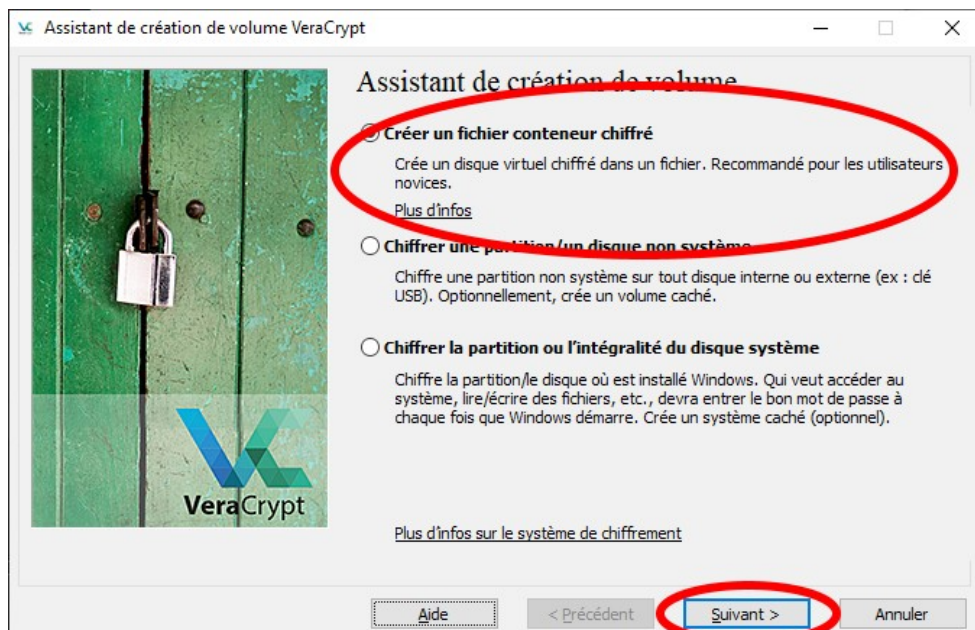 Assistant de création de volume VeraCrypt
Assistant de création de volume
Créer un fichier conteneur chiffré
Crée un disque virtuel chiffré dans un fichier. Recommandé pour les utilisateurs
novices.
Plus d'infos
Chiffrer une partition/un disque non système
Chiffre une partition non système sur tout disque interne ou externe (ex : clé
USB). Optionnellement, crée un volume caché.
Chiffrer la partition ou l'intégralité du disque système
Chiffre la partition/le disque où est installé Windows. Qui veut accéder au
système, lire/écrire des fichiers, etc., devra entrer le bon mot de passe à
chaque fois que Windows démarre. Crée un système caché (optionnel).
VeraCrypt
Plus d'infos sur le système de chiffrement
Aide
< Précédent
Suivant >
Annuler